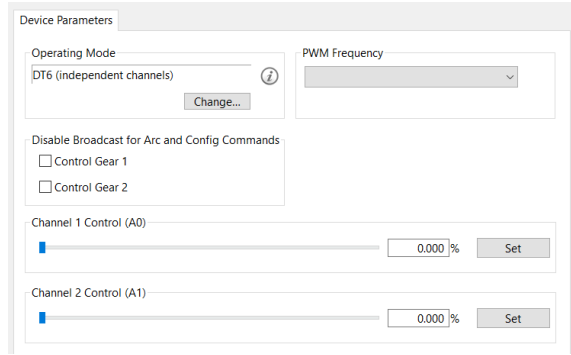 Device Parameters
Operating Mode
PWM Frequency
DT6 (independent channels)
i
Change...
Disable Broadcast for Arc and Config Commands
Control Gear 1
Control Gear 2
Channel 1 Control (A0)
0.000 %
Set
Channel 2 Control (A1)
0.000 %
Set